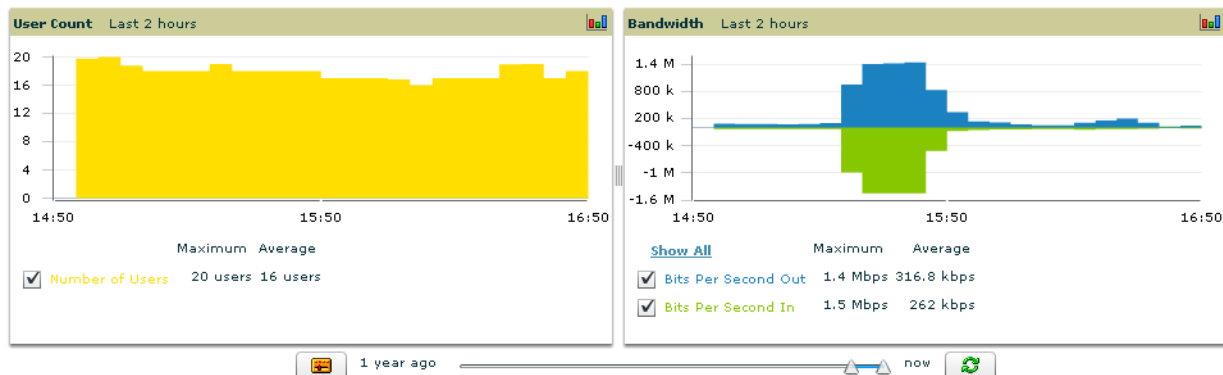 User Count Last 2 hours
20
16
12
8
4
0
14:50 15:50 16:50
Maximum Average
Number of Users 20 users 16 users
Bandwidth Last 2 hours
1.4 M
800 k
200 k
-400 k
-1 M
-1.6 M
14:50 15:50 16:50
Show All Maximum Average
Bits Per Second Out 1.4 Mbps 316.8 kbps
Bits Per Second In 1.5 Mbps 262 kbps
1 year ago now